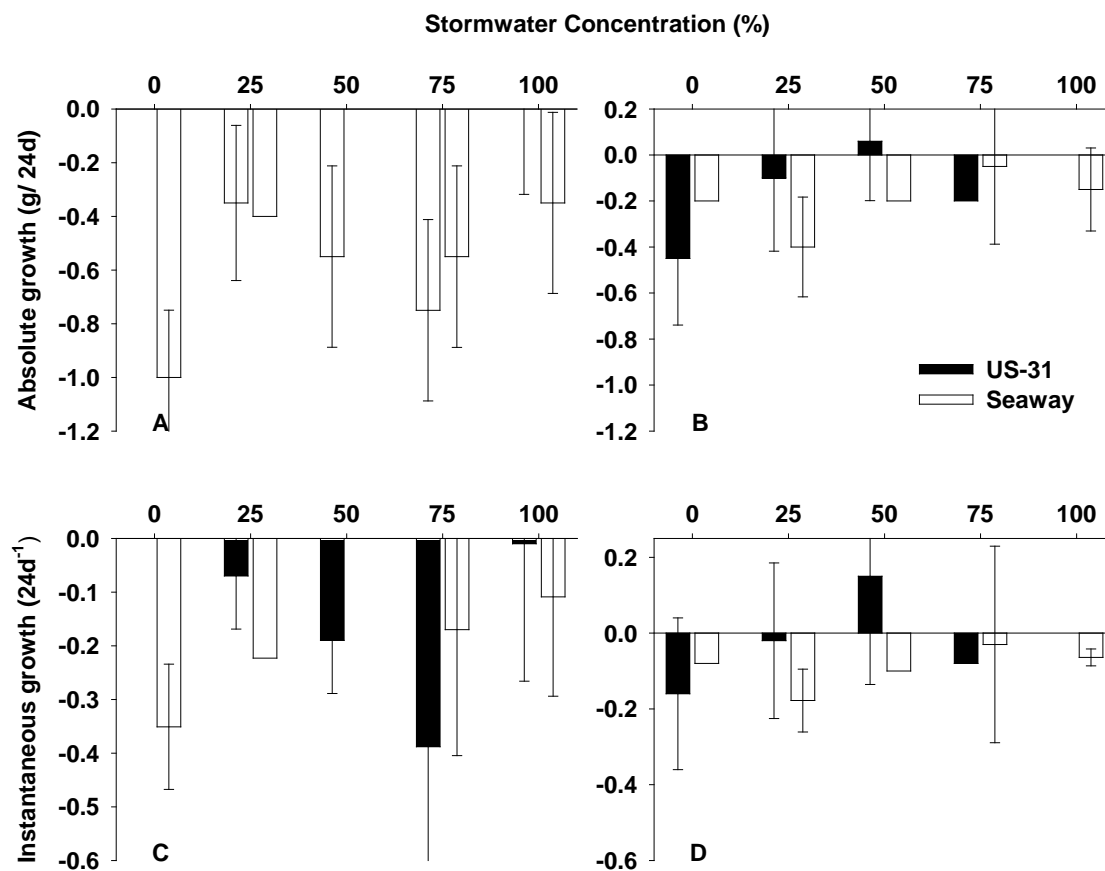 Stormwater Concentration (%)
0 25 50 75 100
0 25 50 75 100
Absolute growth (g/ 24d)
0.0
-0.2
-0.4
-0.6
-0.8
-1.0
-1.2
A
0.2
0.0
-0.2
-0.4
-0.6
-0.8
-1.0
-1.2
US-31
Seaway
B
0 25 50 75 100
0 25 50 75 100
Instantaneous growth (24d⁻¹)
0.0
-0.1
-0.2
-0.3
-0.4
-0.5
-0.6
C
0.2
0.0
-0.2
-0.4
-0.6
D